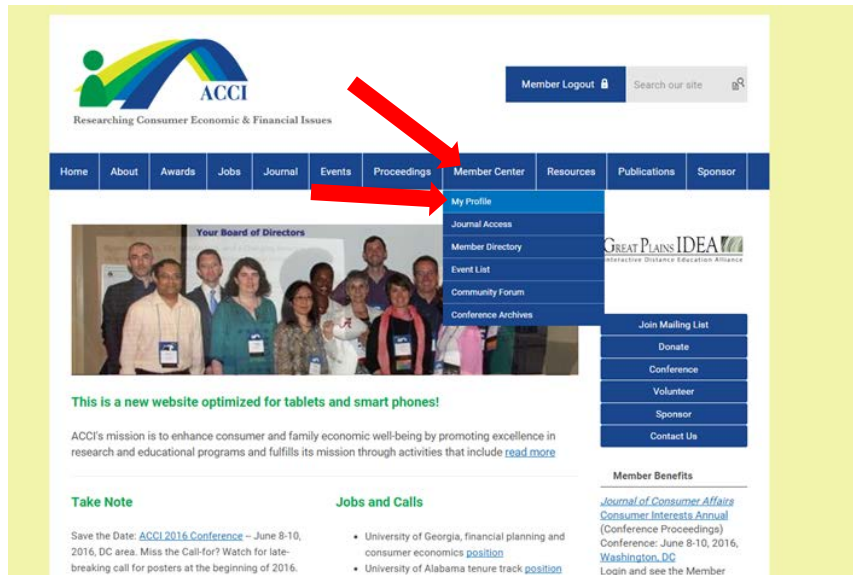 ACCI
Researching Consumer Economic & Financial Issues
Member Logout
Search our site
Home About Awards Jobs Journal Events Proceedings Member Center Resources Publications Sponsor
My Profile
Journal Access
Member Directory
Event List
Community Forum
Conference Archives
Your Board of Directors
GREAT PLAINS IDEA
Interactive Distance Education Alliance
Join Mailing List
Donate
Conference
Volunteer
Sponsor
Contact Us
This is a new website optimized for tablets and smart phones!
ACCI's mission is to enhance consumer and family economic well-being by promoting excellence in
research and educational programs and fulfills its mission through activities that include read more
Take Note
Save the Date: ACCI 2016 Conference – June 8-10,
2016, DC area. Miss the Call-for? Watch for late-
breaking call for posters at the beginning of 2016.
Jobs and Calls
• University of Georgia, financial planning and
consumer economics position
• University of Alabama tenure track position
Member Benefits
Journal of Consumer Affairs
Consumer Interests Annual
(Conference Proceedings)
Conference: June 8-10, 2016,
Washington, DC
Login and see the Member